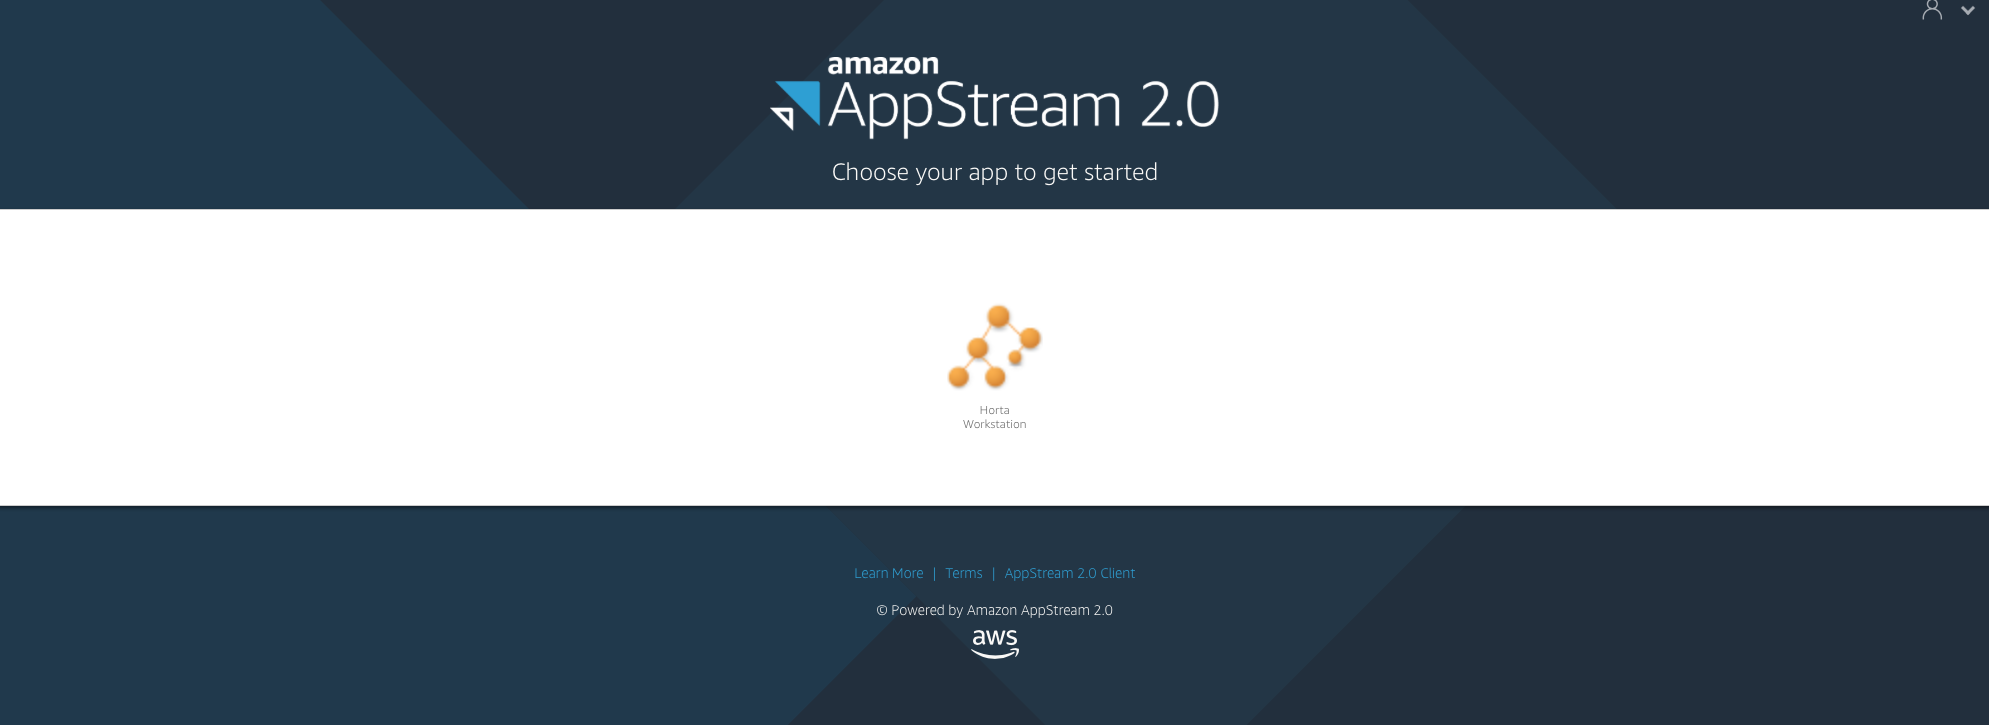 amazon
AppStream 2.0
Choose your app to get started
Horta
Workstation
Learn More | Terms | AppStream 2.0 Client
© Powered by Amazon AppStream 2.0
aws